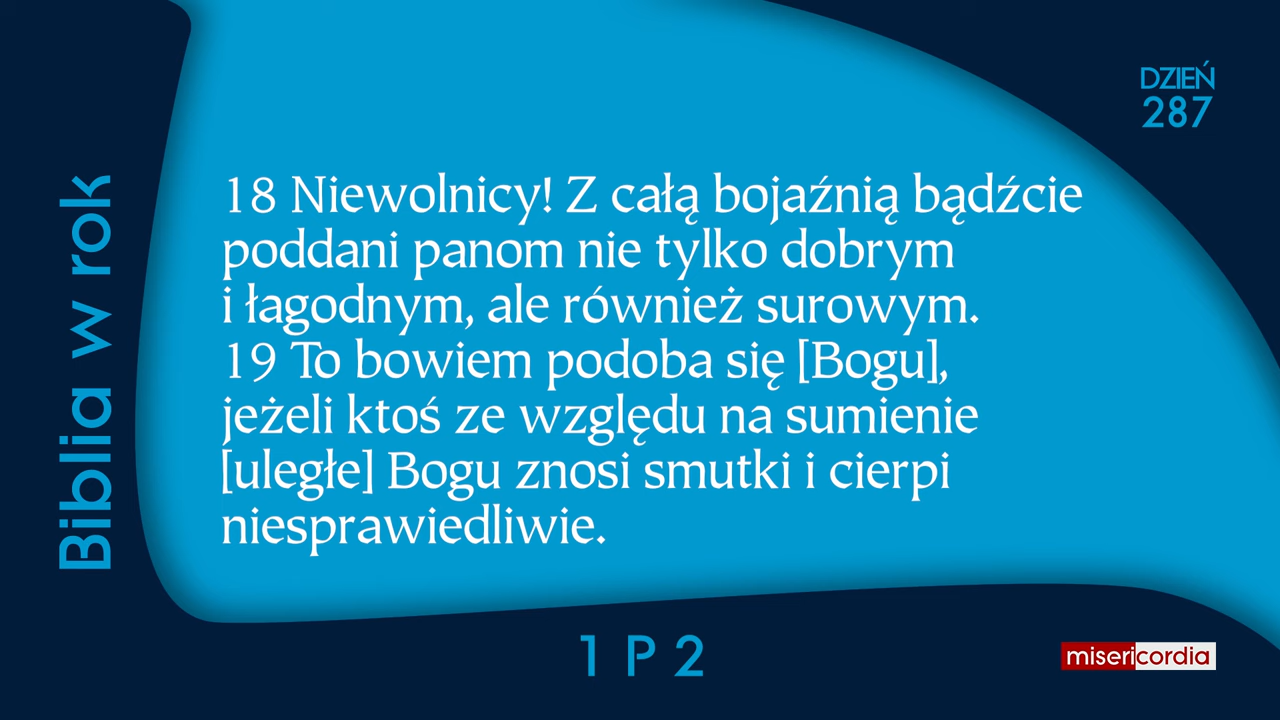 DZIEŃ
287
Biblia w rok
18 Niewolnicy! Z całą bojaźnią bądźcie
poddani panom nie tylko dobrym
i łagodnym, ale również surowym.
19 To bowiem podoba się [Bogu],
jeżeli ktoś ze względu na sumienie
[uległe] Bogu znosi smutki i cierpi
niesprawiedliwie.
1 P 2
misericordia